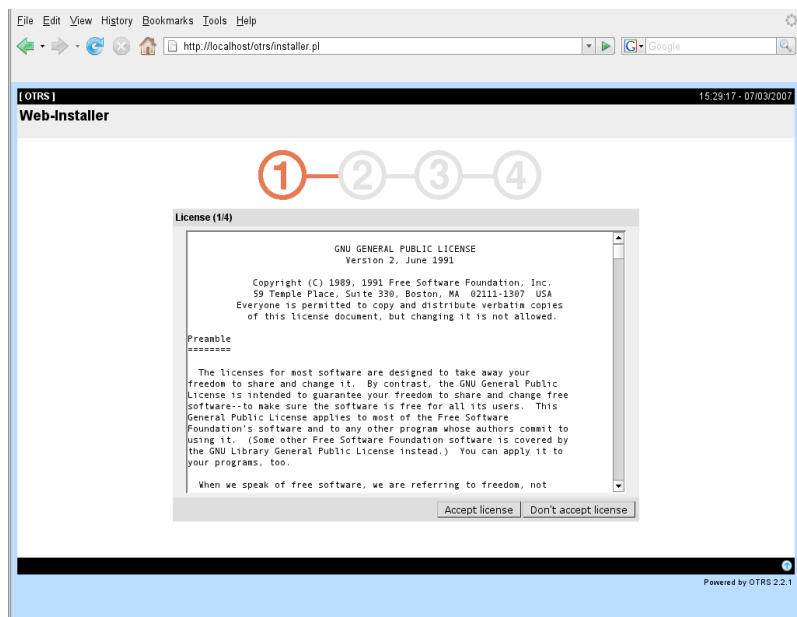 File Edit View History Bookmarks Tools Help
http://localhost/otrs/installer.pl
G Google
[ OTRS ]
15:29:17 - 07/03/2007
Web-Installer
1 2 3 4
License (1/4)
GNU GENERAL PUBLIC LICENSE
Version 2, June 1991
Copyright (C) 1989, 1991 Free Software Foundation, Inc.
59 Temple Place, Suite 330, Boston, MA 02111-1307 USA
Everyone is permitted to copy and distribute verbatim copies
of this license document, but changing it is not allowed.
Preamble
========
The licenses for most software are designed to take away your
freedom to share and change it. By contrast, the GNU General Public
License is intended to guarantee your freedom to share and change free
software--to make sure the software is free for all its users. This
General Public License applies to most of the Free Software
Foundation's software and to any other program whose authors commit to
using it. (Some other Free Software Foundation software is covered by
the GNU Library General Public License instead.) You can apply it to
your programs, too.
When we speak of free software, we are referring to freedom, not
Accept license Don't accept license
Powered by OTRS 2.2.1